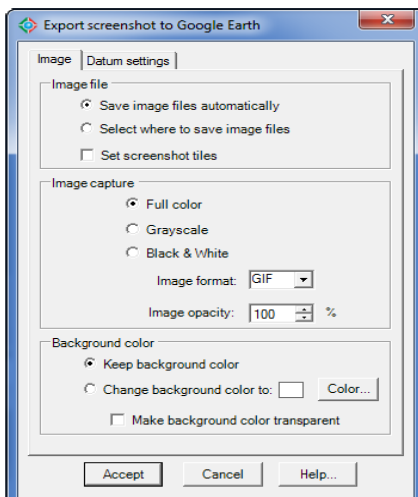 Export screenshot to Google Earth
Image Datum settings
Image file
Save image files automatically
Select where to save image files
Set screenshot tiles
Image capture
Full color
Grayscale
Black & White
Image format: GIF
Image opacity: 100 %
Background color
Keep background color
Change background color to: Color...
Make background color transparent
Accept Cancel Help...